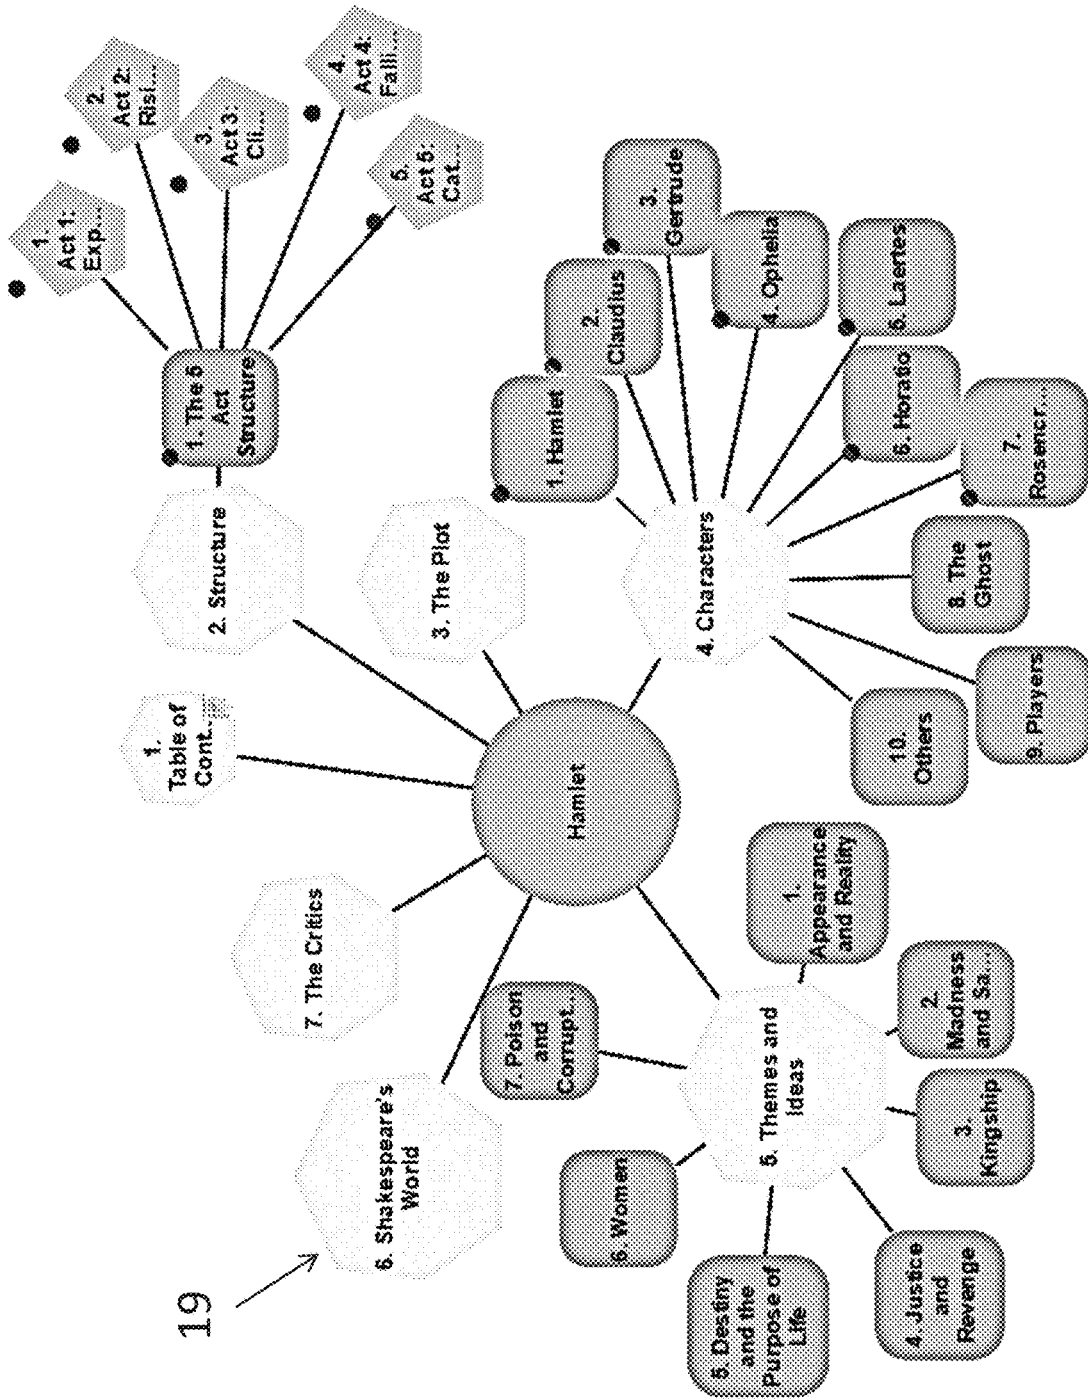 19
Hamlet
1.
Table of
Cont...
2. Structure
1. The 5
Act
Structure
1.
Act 1:
Exp...
2.
Act 2:
Risi...
3.
Act 3:
Cli...
4.
Act 4:
Falli...
5.
Act 5:
Cat...
3. The Plot
4. Characters
1. Hamlet
2.
Claudius
3.
Gertrude
4. Ophelia
5. Laertes
6. Horatio
7.
Rosencr...
8. The
Ghost
9. Players
10.
Others
5. Themes and
Ideas
1.
Appearance
and Reality
2.
Madness
and Sa...
3.
Kingship
4 Justice
and
Revenge
5. Destiny
and the
Purpose of
Life
6. Women
7. Poison
and
Corrupt...
6. Shakespeare's
World
7. The Critics